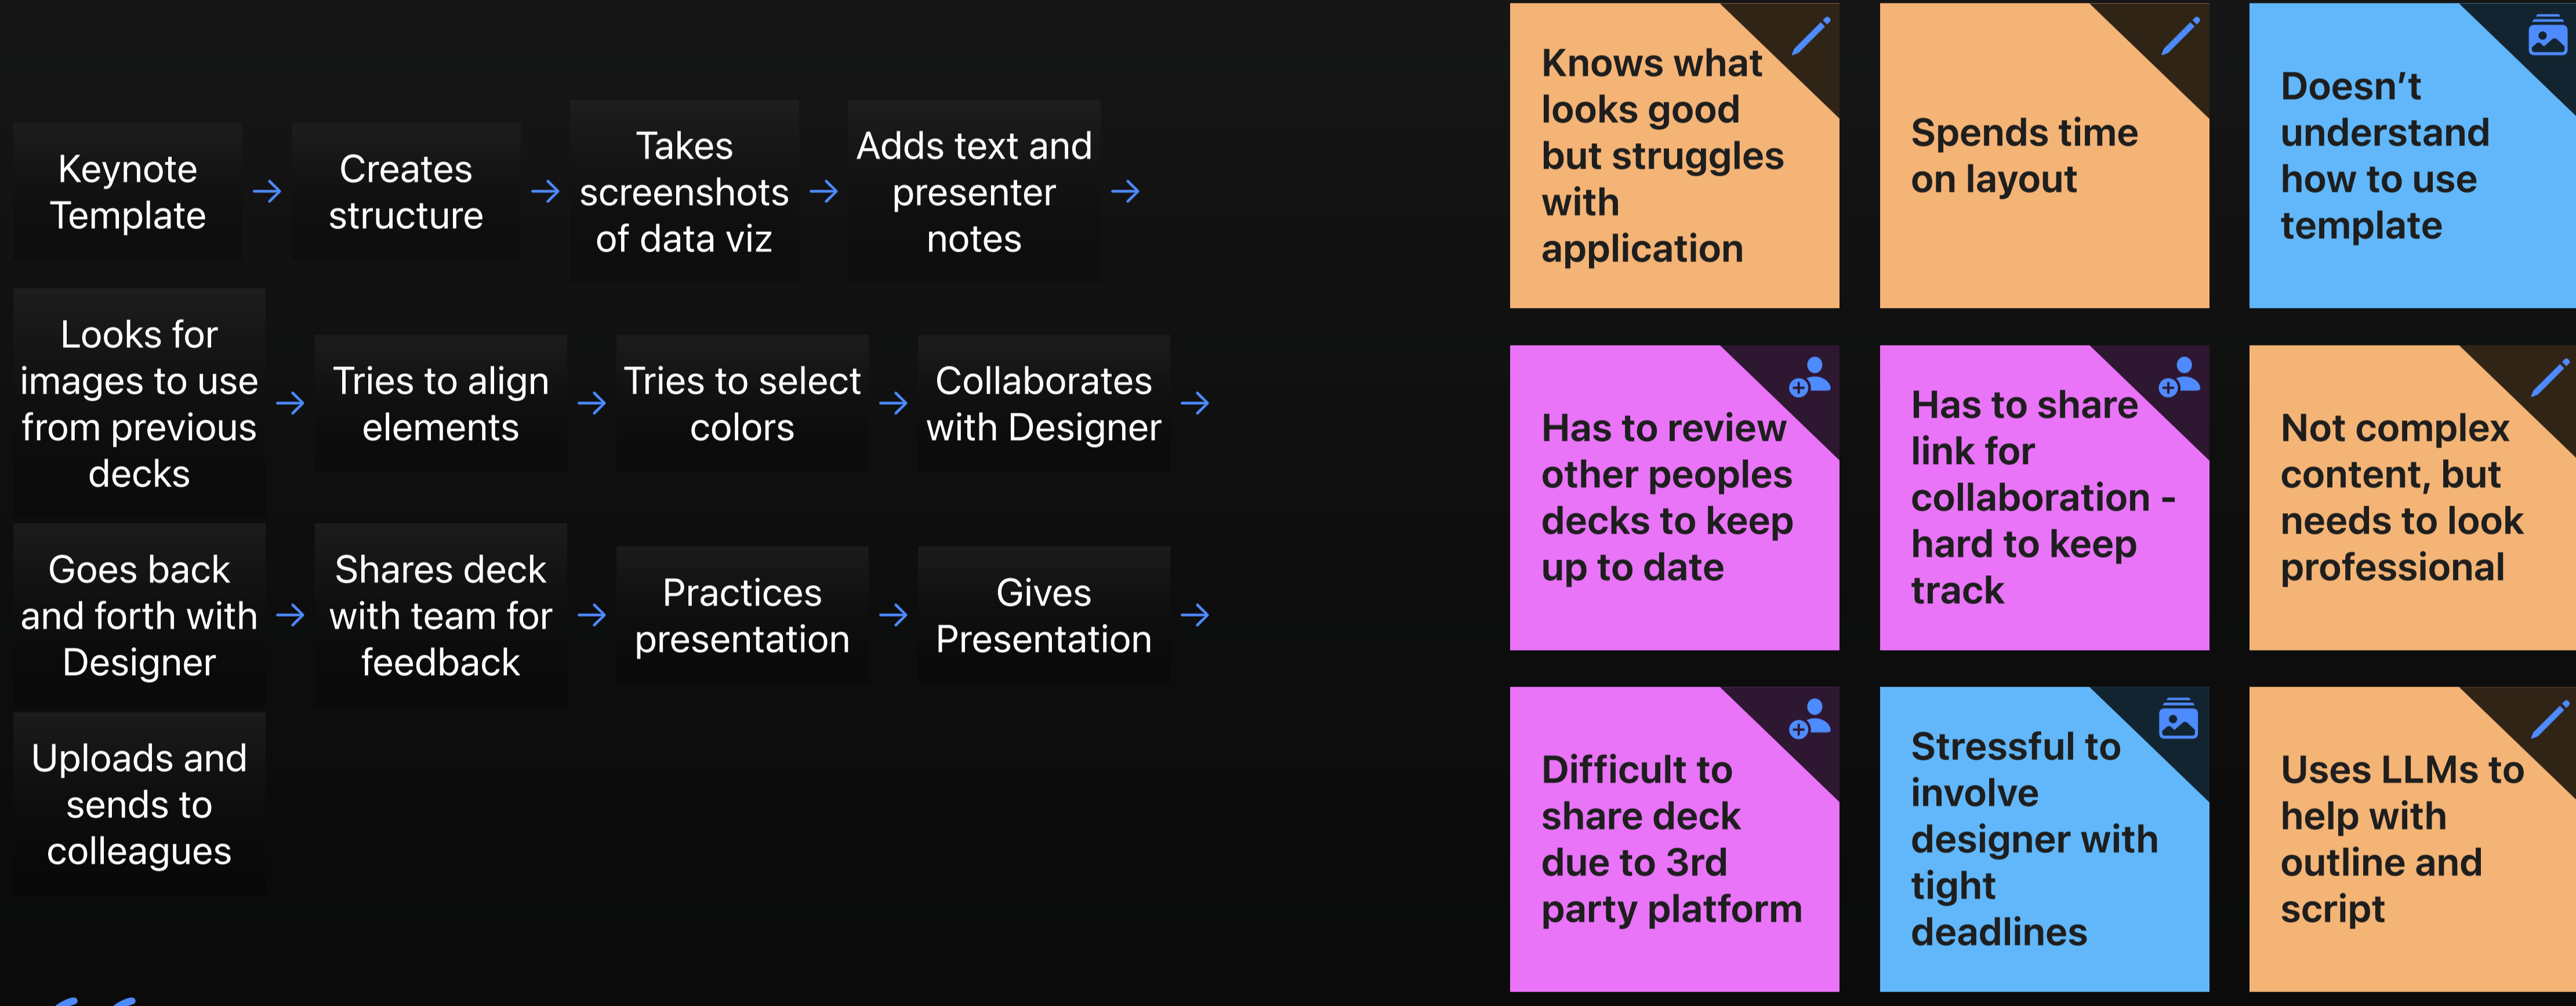 Keynote
Template
Creates
structure
Takes
screenshots
of data viz
Adds text and
presenter
notes
Looks for
images to use
from previous
decks
Tries to align
elements
Tries to select
colors
Collaborates
with Designer
Goes back
and forth with
Designer
Shares deck
with team for
feedback
Practices
presentation
Gives
Presentation
Uploads and
sends to
colleagues
Knows what
looks good
but struggles
with
application
Spends time
on layout
Doesn’t
understand
how to use
template
Has to review
other peoples
decks to keep
up to date
Has to share
link for
collaboration -
hard to keep
track
Not complex
content, but
needs to look
professional
Difficult to
share deck
due to 3rd
party platform
Stressful to
involve
designer with
tight
deadlines
Uses LLMs to
help with
outline and
script